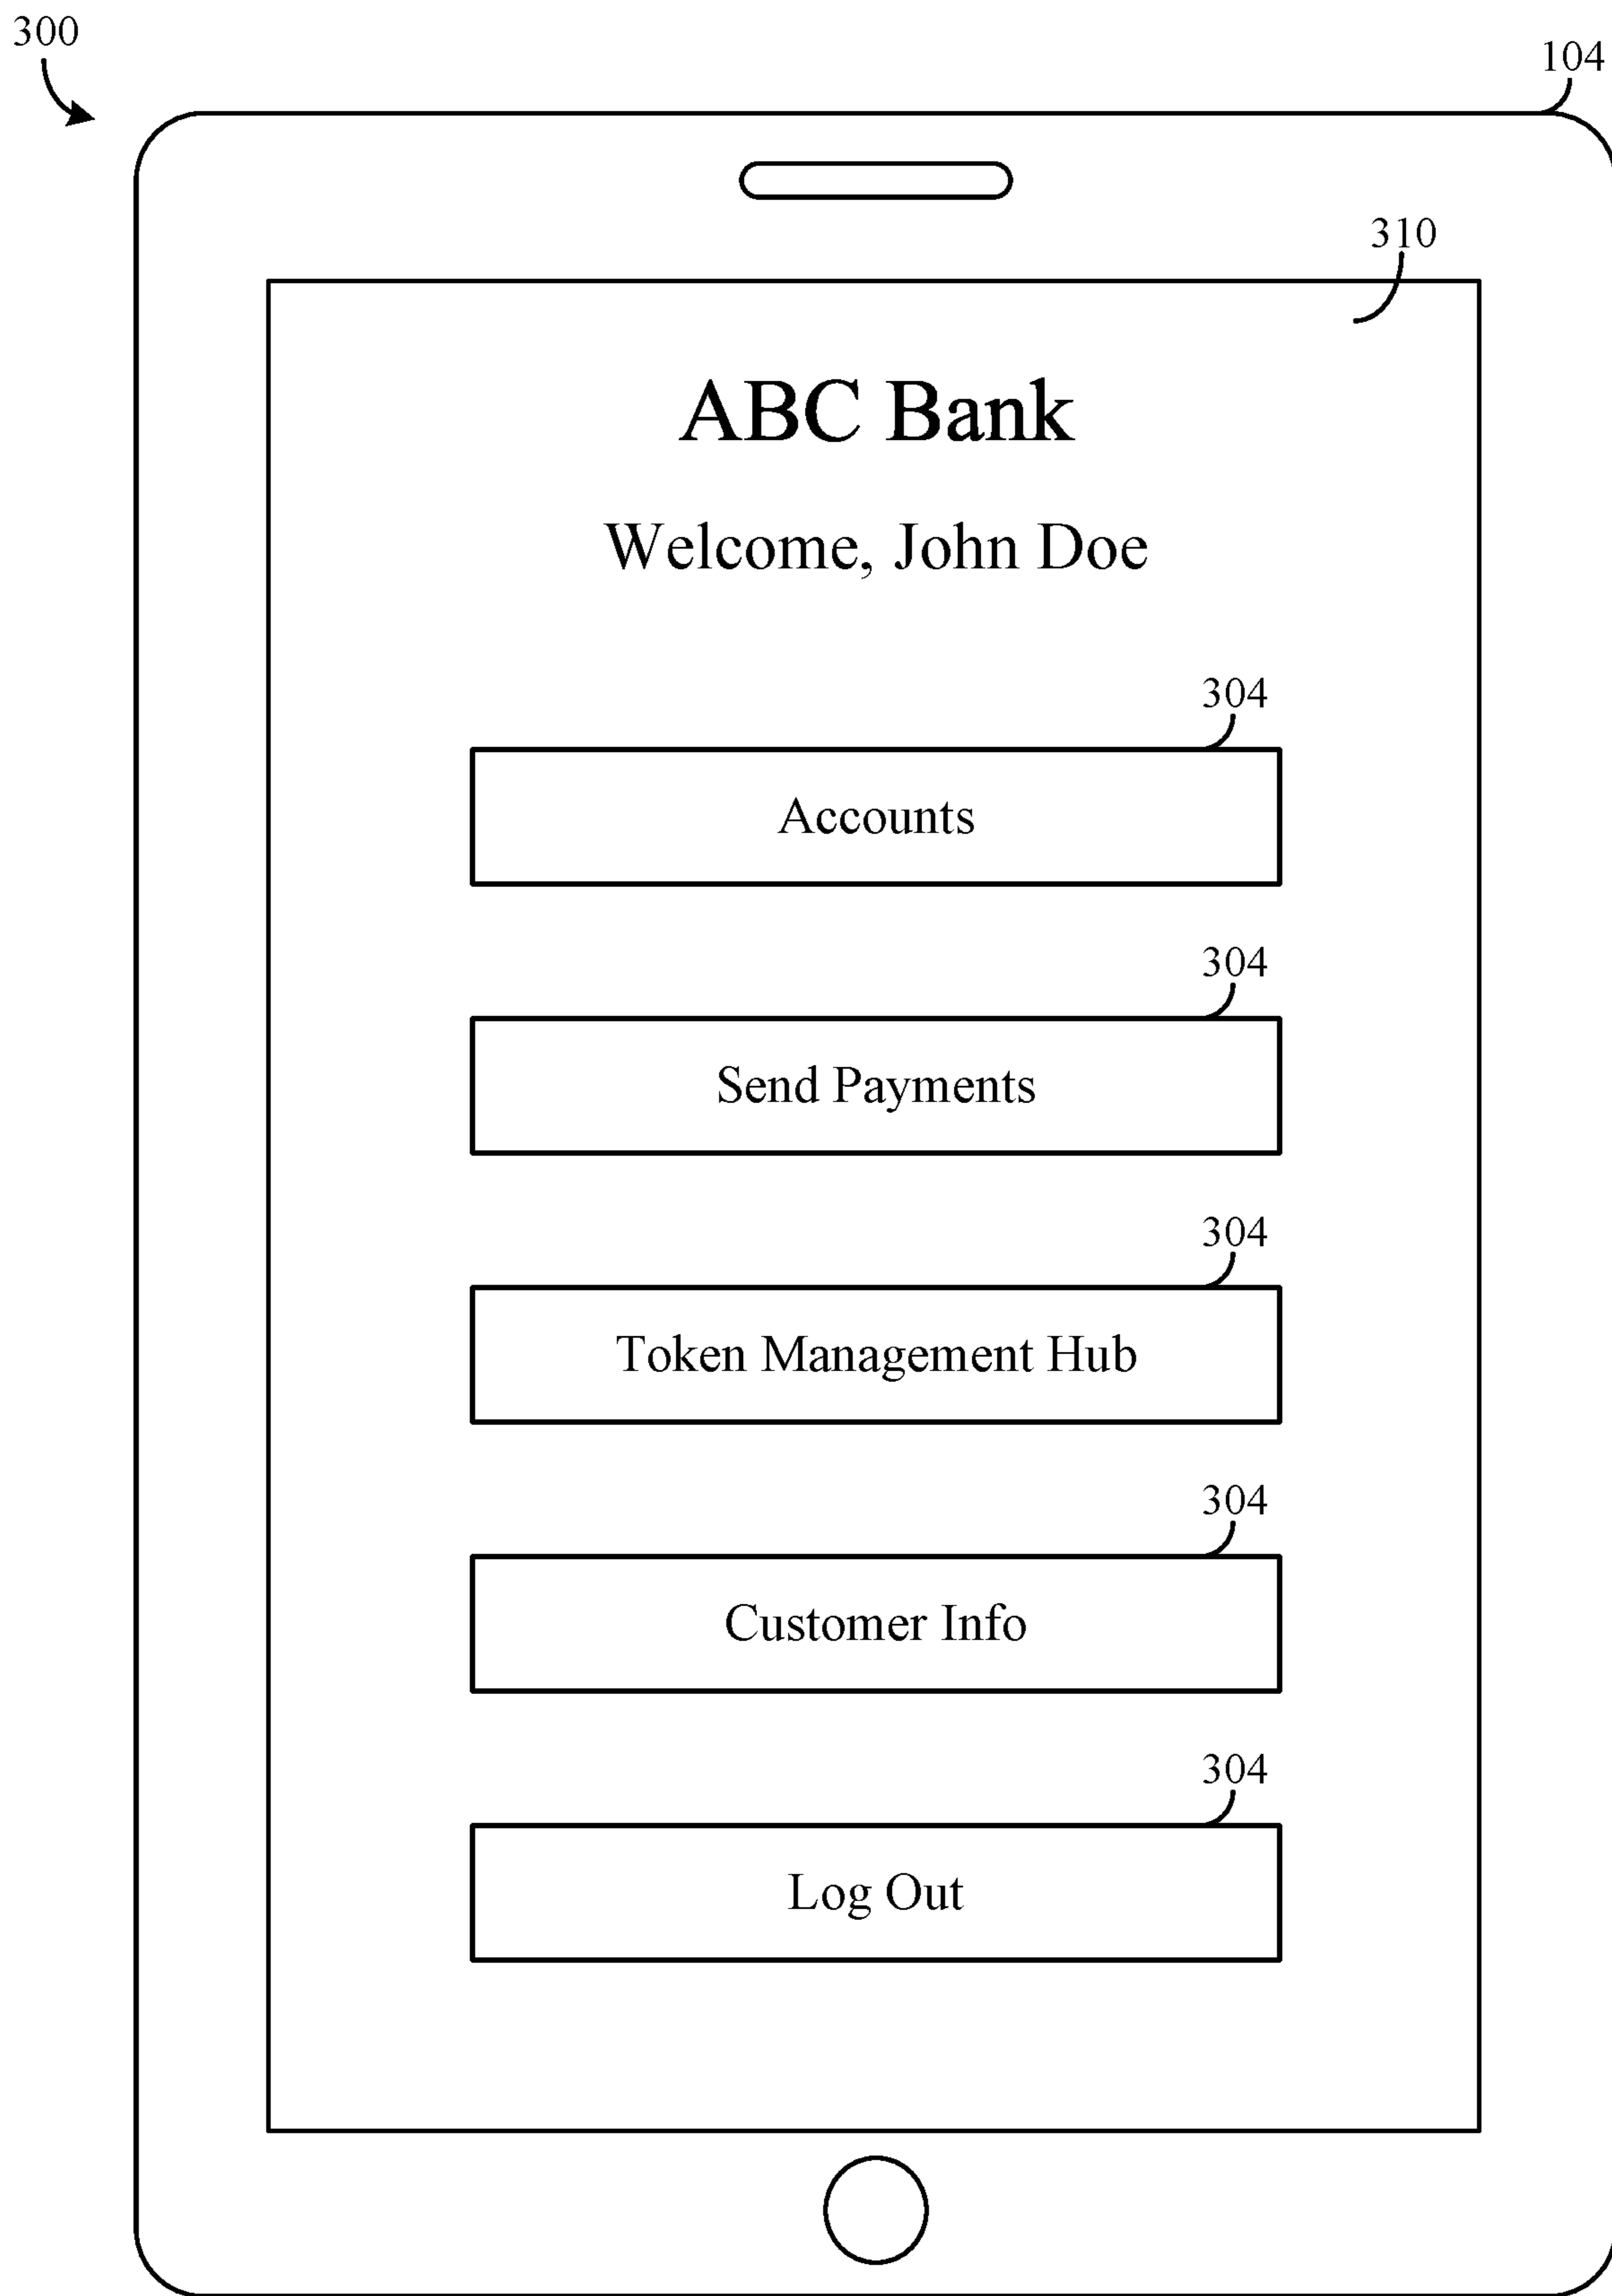 300
104
310
ABC Bank
Welcome, John Doe
304
Accounts
304
Send Payments
304
Token Management Hub
304
Customer Info
304
Log Out